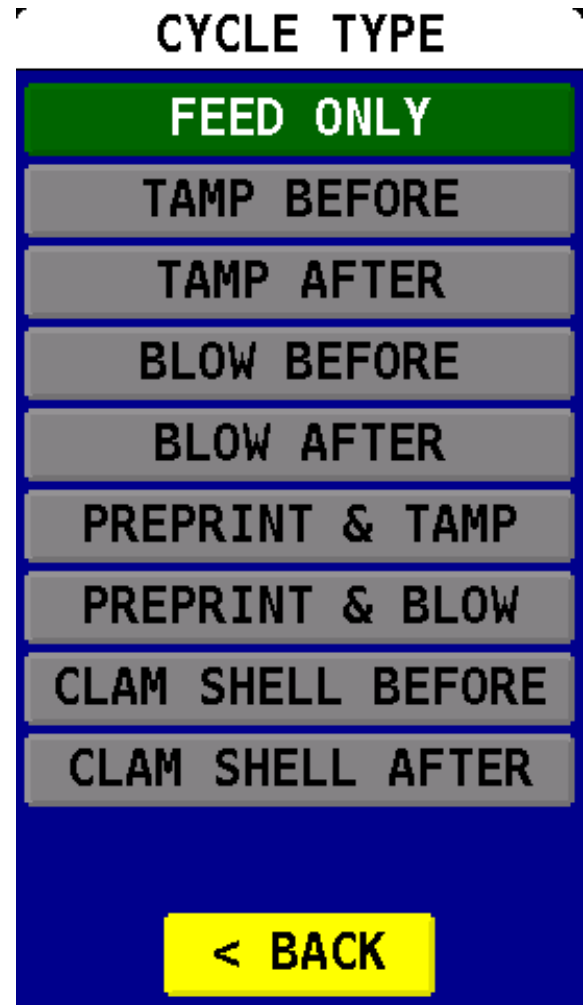 CYCLE TYPE
FEED ONLY
TAMP BEFORE
TAMP AFTER
BLOW BEFORE
BLOW AFTER
PREPRINT & TAMP
PREPRINT & BLOW
CLAM SHELL BEFORE
CLAM SHELL AFTER
< BACK